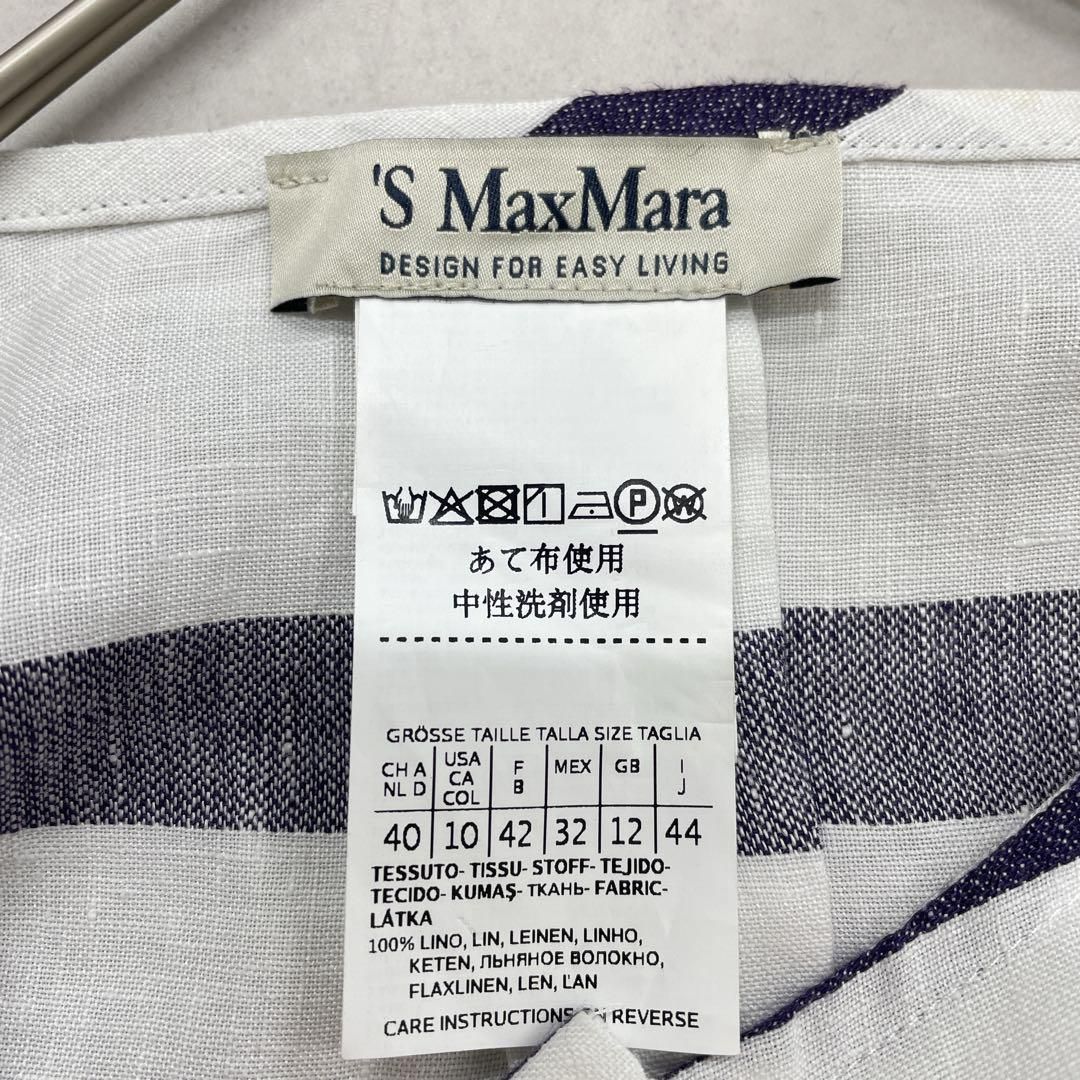 'S MaxMara
DESIGN FOR EASY LIVING
P W
あて布使用
中性洗剤使用
GRÖSSE TAILLE TALLA SIZE TAGLIA
CH A NL D USA CA COL F B MEX GB I J
40 10 42 32 12 44
TESSUTO- TISSU- STOFF- TEJIDO-
TECIDO- KUMAŞ- ТКАНЬ- FABRIC-
LÁTKA
100% LINO, LIN, LEINEN, LINHO,
KETEN, ЛЬНЯНОЕ ВОЛОКНО,
FLAXLINEN, LEN, ĽAN
CARE INSTRUCTIONS REVERSE